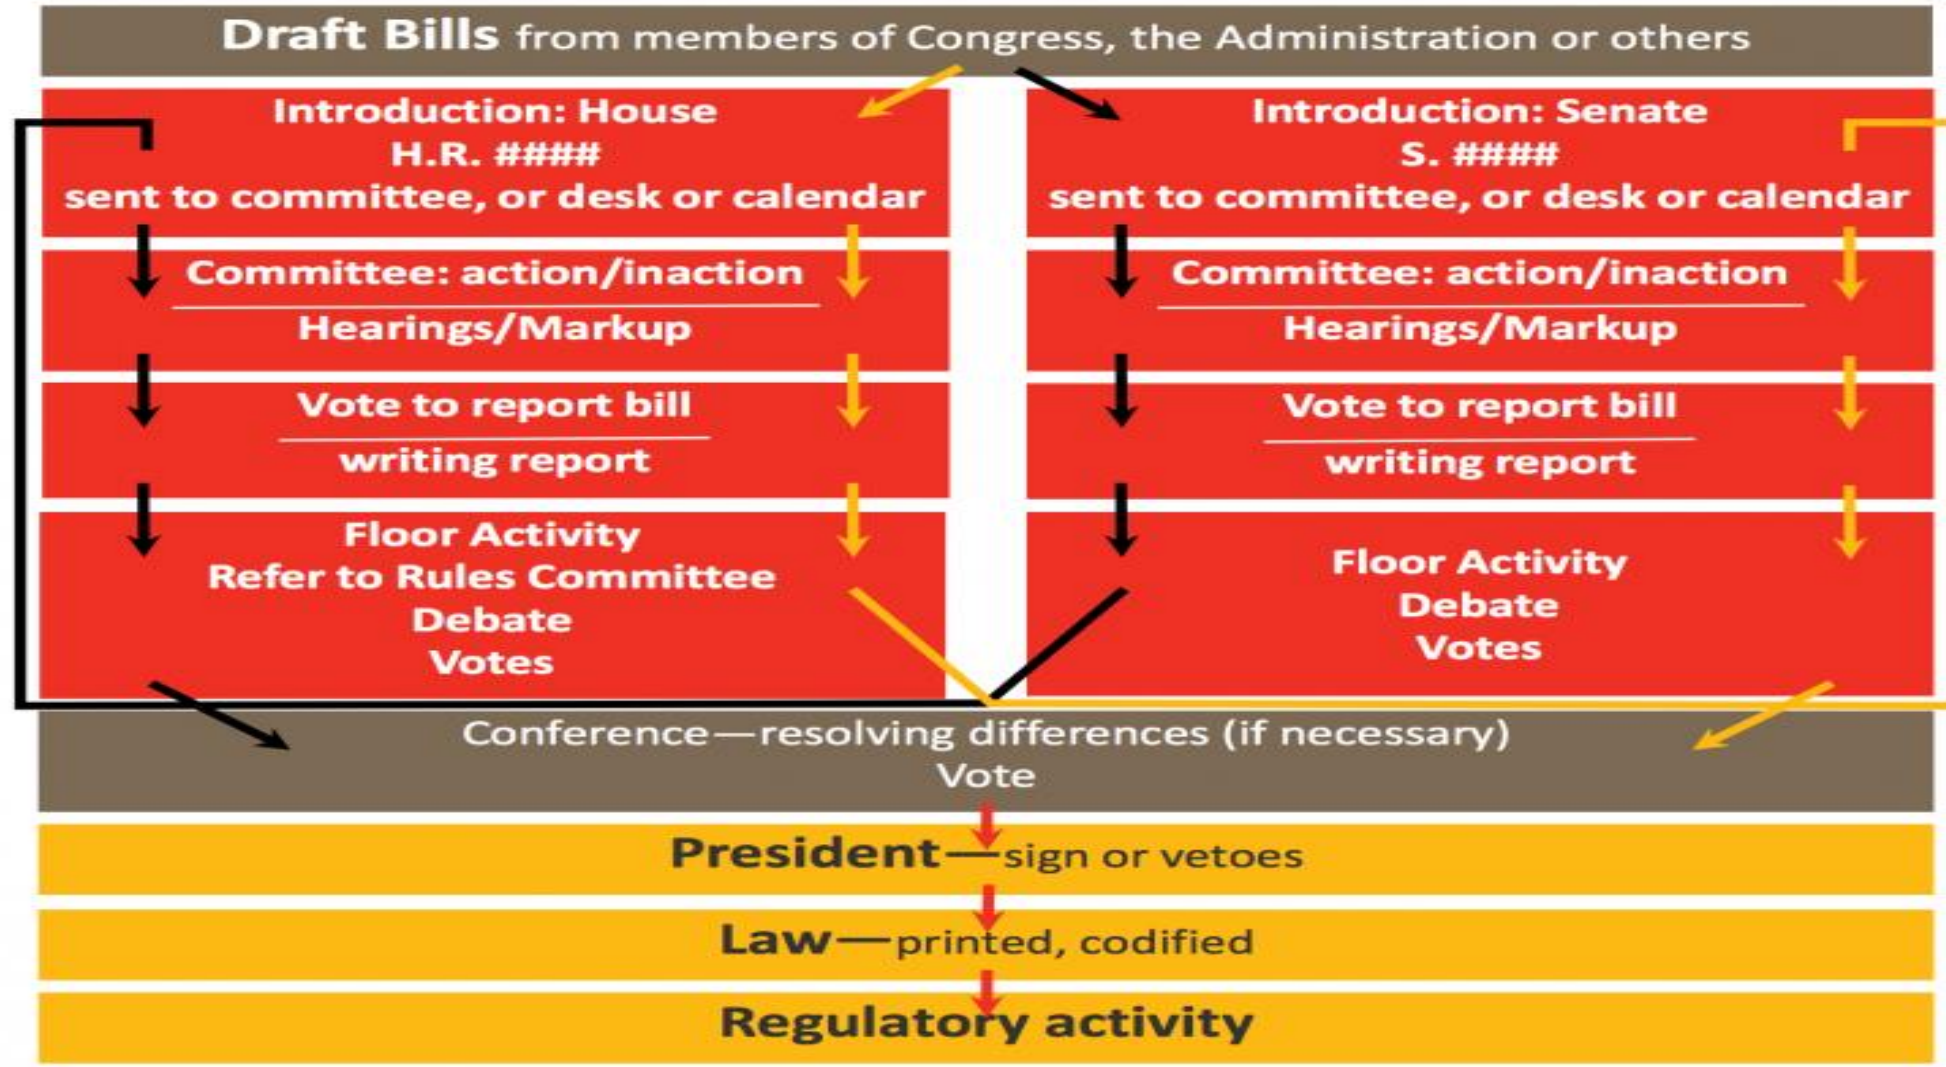 Draft Bills from members of Congress, the Administration or others
Introduction: House
H.R. ####
sent to committee, or desk or calendar
Committee: action/inaction
Hearings/Markup
Vote to report bill
writing report
Floor Activity
Refer to Rules Committee
Debate
Votes
Introduction: Senate
S. ####
sent to committee, or desk or calendar
Committee: action/inaction
Hearings/Markup
Vote to report bill
writing report
Floor Activity
Debate
Votes
Conference—resolving differences (if necessary)
Vote
President—sign or vetoes
Law—printed, codified
Regulatory activity